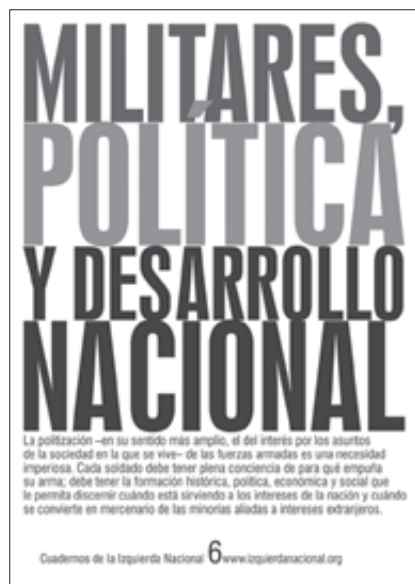 MILITARES,
POLÍTICA
Y DESARROLLO
NACIONAL
La politización –en su sentido más amplio, el del interés por los asuntos
de la sociedad en la que se vive– de las fuerzas armadas es una necesidad
imperiosa. Cada soldado debe tener plena conciencia de para qué empuña
su arma; debe tener la formación histórica, política, económica y social que
le permita discernir cuándo está sirviendo a los intereses de la nación y cuándo
se convierte en mercenario de las minorías aliadas a intereses extranjeros.
Cuadernos de la Izquierda Nacional 6 www.izquierdanacional.org